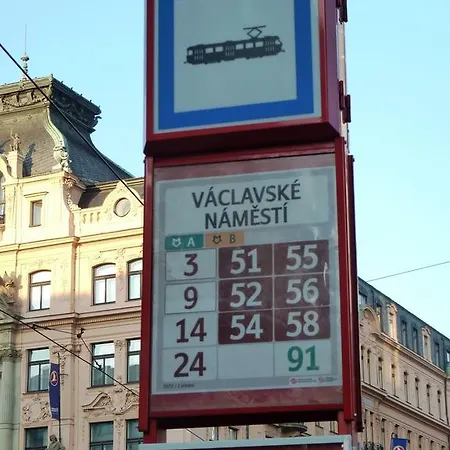 VÁCLAVSKÉ
NÁMĚSTÍ
A B
3 51 55
9 52 56
14 54 58
24 91